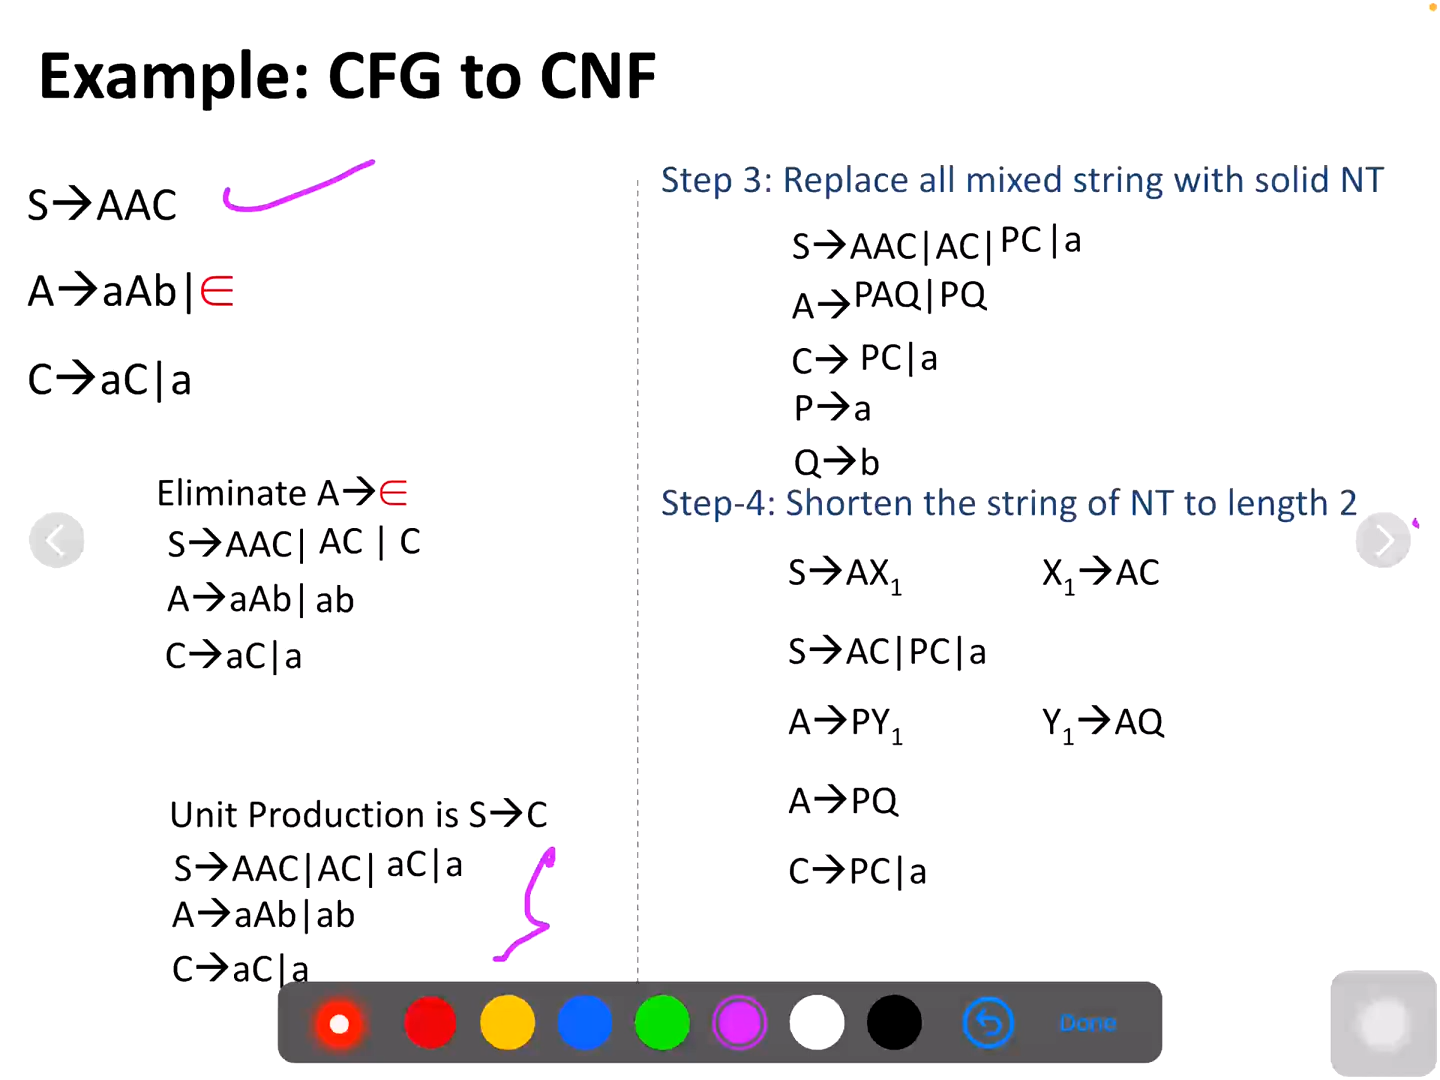 Example: CFG to CNF
S→AAC
A→aAb|∈
C→aC|a
Eliminate A→∈
S→AAC| AC | C
A→aAb| ab
C→aC|a
Unit Production is S→C
S→AAC|AC| aC|a
A→aAb|ab
C→aC|a
Step 3: Replace all mixed string with solid NT
S→AAC|AC| PC |a
A→PAQ|PQ
C→ PC|a
P→a
Q→b
Step-4: Shorten the string of NT to length 2
S→AX₁ X₁→AC
S→AC|PC|a
A→PY₁ Y₁→AQ
A→PQ
C→PC|a
Done